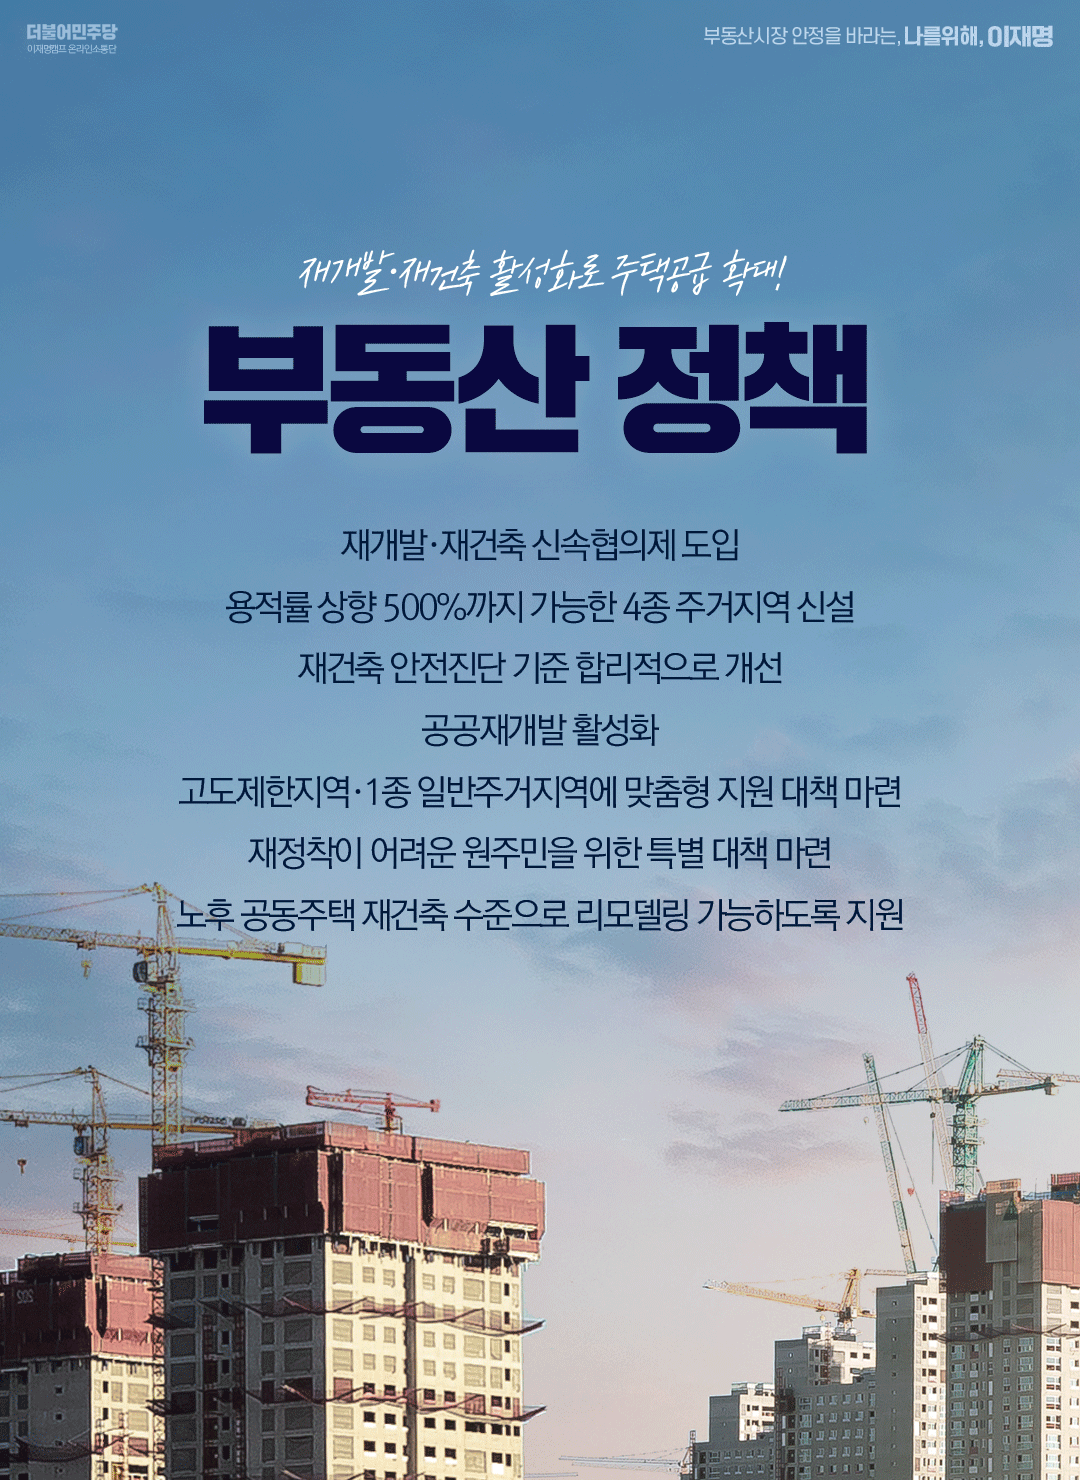 더불어민주당
이재명캠프 온라인소통단
부동산시장 안정을 바라는, 나를위해, 이재명
재개발·재건축 활성화로 주택공급 확대!
부동산 정책
재개발·재건축 신속협의제 도입
용적률 상향 500%까지 가능한 4종 주거지역 신설
재건축 안전진단 기준 합리적으로 개선
공공재개발 활성화
고도제한지역·1종 일반주거지역에 맞춤형 지원 대책 마련
재정착이 어려운 원주민을 위한 특별 대책 마련
노후 공동주택 재건축 수준으로 리모델링 가능하도록 지원